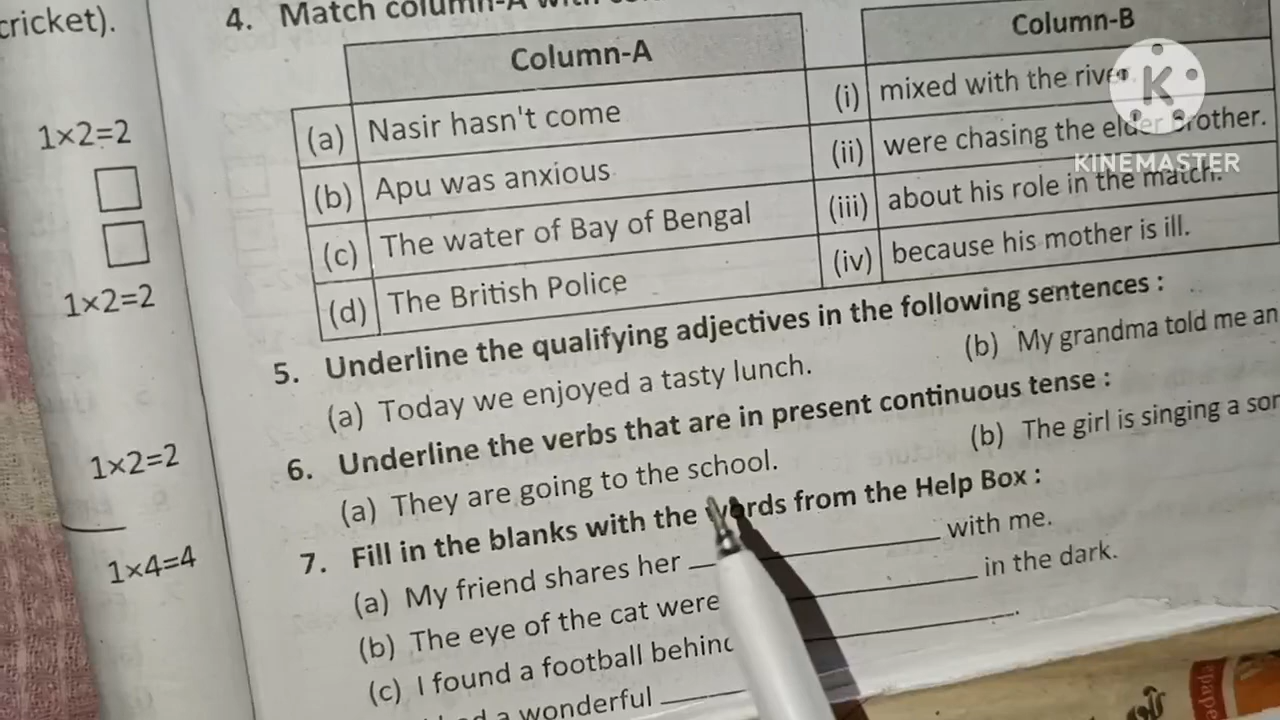 cricket).
4. Match column-A with
Column-A Column-B
(a) Nasir hasn't come (i) mixed with the river
(b) Apu was anxious (ii) were chasing the elder brother.
(c) The water of Bay of Bengal (iii) about his role in the match.
(d) The British Police (iv) because his mother is ill.
5. Underline the qualifying adjectives in the following sentences :
(a) Today we enjoyed a tasty lunch. (b) My grandma told me an
6. Underline the verbs that are in present continuous tense :
(a) They are going to the school. (b) The girl is singing a son
7. Fill in the blanks with the words from the Help Box :
(a) My friend shares her ________ with me.
(b) The eye of the cat were ________ in the dark.
(c) I found a football behind ________.
a wonderful ________
1×2=2
1×2=2
1×2=2
1×4=4
K
KINEMASTER